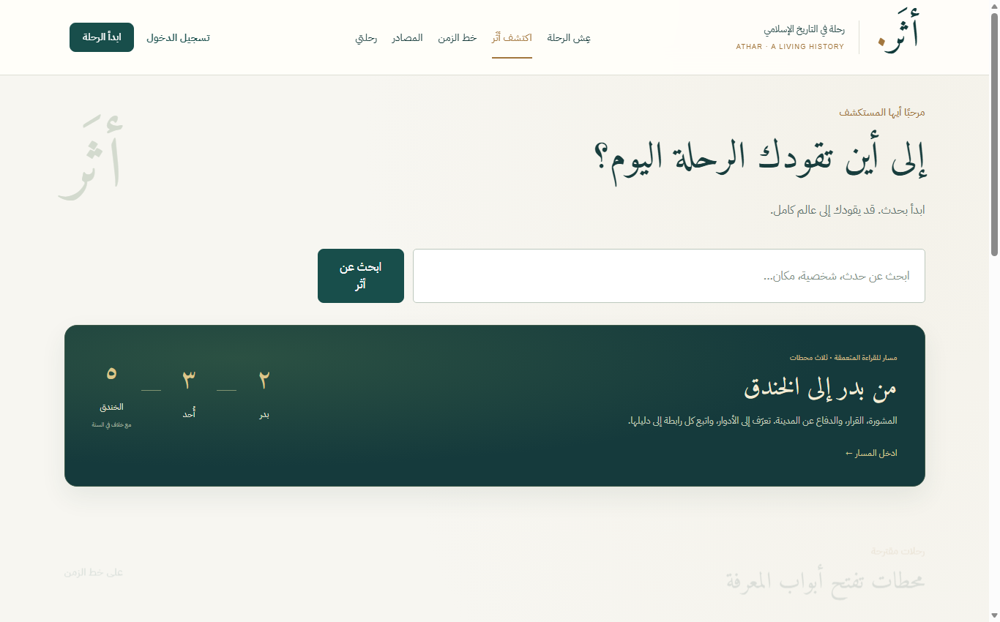 أَثَر
رحلة في التاريخ الإسلامي
ATHAR · A LIVING HISTORY
عِش الرحلة
اكتشف أثَر
خط الزمن
المصادر
رحلتي
تسجيل الدخول
ابدأ الرحلة
مرحبًا أيها المستكشف
إلى أين تقودك الرحلة اليوم؟
ابدأ بحدث. قد يقودك إلى عالم كامل.
أَثَر
ابحث عن حدث، شخصية، مكان...
ابحث عن
أثر
مسار للقراءة المتعمقة · ثلاث محطات
من بدر إلى الخندق
المشورة، القرار، والدفاع عن المدينة. تعرّف إلى الأدوار، واتبع كل رابطة إلى دليلها.
ادخل المسار ←
٢
بدر
٣
أُحد
٥
الخندق
مع خلاف في السنة
رحلات مقترحة
محطات تفتح أبواب المعرفة
على خط الزمن